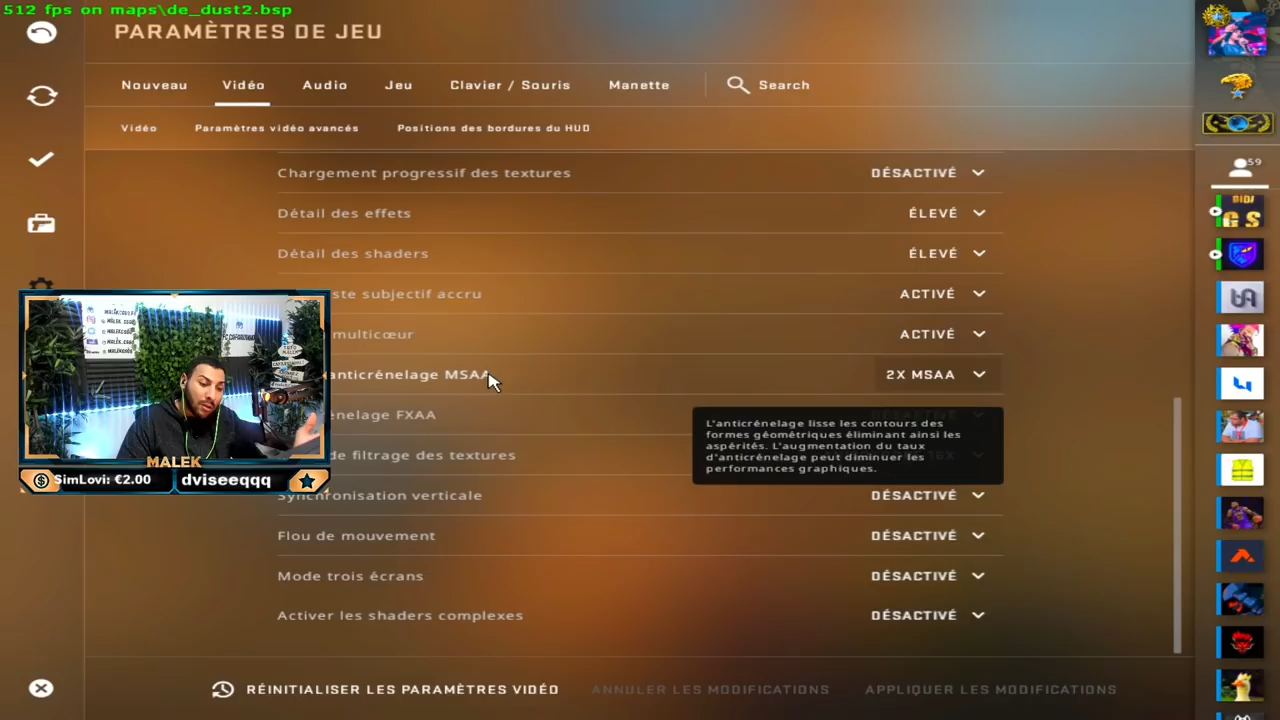 512 fps on maps\de_dust2.bsp
PARAMÈTRES DE JEU
Nouveau Vidéo Audio Jeu Clavier / Souris Manette Search
Vidéo Paramètres vidéo avancés Positions des bordures du HUD
59
Chargement progressif des textures DÉSACTIVÉ
Détail des effets ÉLEVÉ
Détail des shaders ÉLEVÉ
ste subjectif accru ACTIVÉ
multicœur ACTIVÉ
anticrénelage MSAA 2X MSAA
énelage FXAA
de filtrage des textures
L'anticrénelage lisse les contours des
formes géométriques éliminant ainsi les
aspérités. L'augmentation du taux
d'anticrénelage peut diminuer les
performances graphiques.
MALEK
SimLovi: €2.00 dviseeqqq
Synchronisation verticale DÉSACTIVÉ
Flou de mouvement DÉSACTIVÉ
Mode trois écrans DÉSACTIVÉ
Activer les shaders complexes DÉSACTIVÉ
RÉINITIALISER LES PARAMÈTRES VIDÉO ANNULER LES MODIFICATIONS APPLIQUER LES MODIFICATIONS